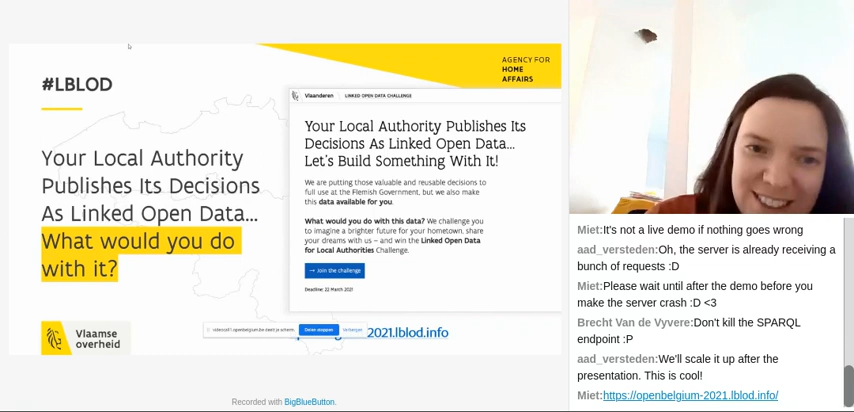 #LBLOD
AGENCY FOR
HOME
AFFAIRS
Your Local Authority
Publishes Its Decisions
As Linked Open Data...
What would you do
with it?
Vlaanderen
LINKED OPEN DATA CHALLENGE
Your Local Authority Publishes Its
Decisions As Linked Open Data...
Let's Build Something With It!
We are putting those valuable and reusable decisions to
full use at the Flemish Government, but we also make
this data available for you.
What would you do with this data? We challenge you
to imagine a brighter future for your hometown, share
your dreams with us – and win the Linked Open Data
for Local Authorities Challenge.
→ Join the challenge
Deadline: 22 March 2021
Vlaamse
overheid
Delen stoppen
Verbergen
2021.lblod.info
Recorded with BigBlueButton.
Miet:It's not a live demo if nothing goes wrong
aad_versteden:Oh, the server is already receiving a
bunch of requests :D
Miet:Please wait until after the demo before you
make the server crash :D <3
Brecht Van de Vyvere:Don't kill the SPARQL
endpoint :P
aad_versteden:We'll scale it up after the
presentation. This is cool!
Miet:https://openbelgium-2021.lblod.info/